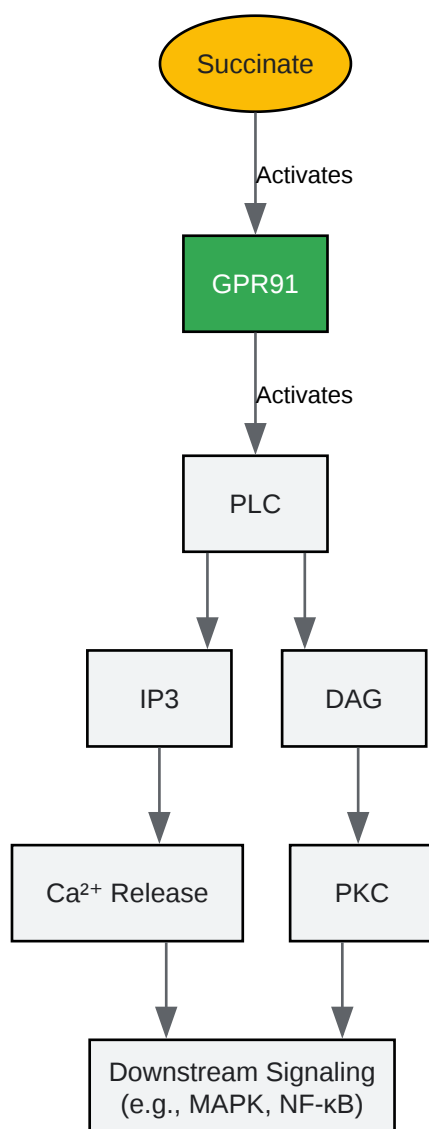 Succinate
Activates
GPR91
Activates
PLC
IP3
DAG
Ca²⁺ Release
PKC
Downstream Signaling
(e.g., MAPK, NF-κB)